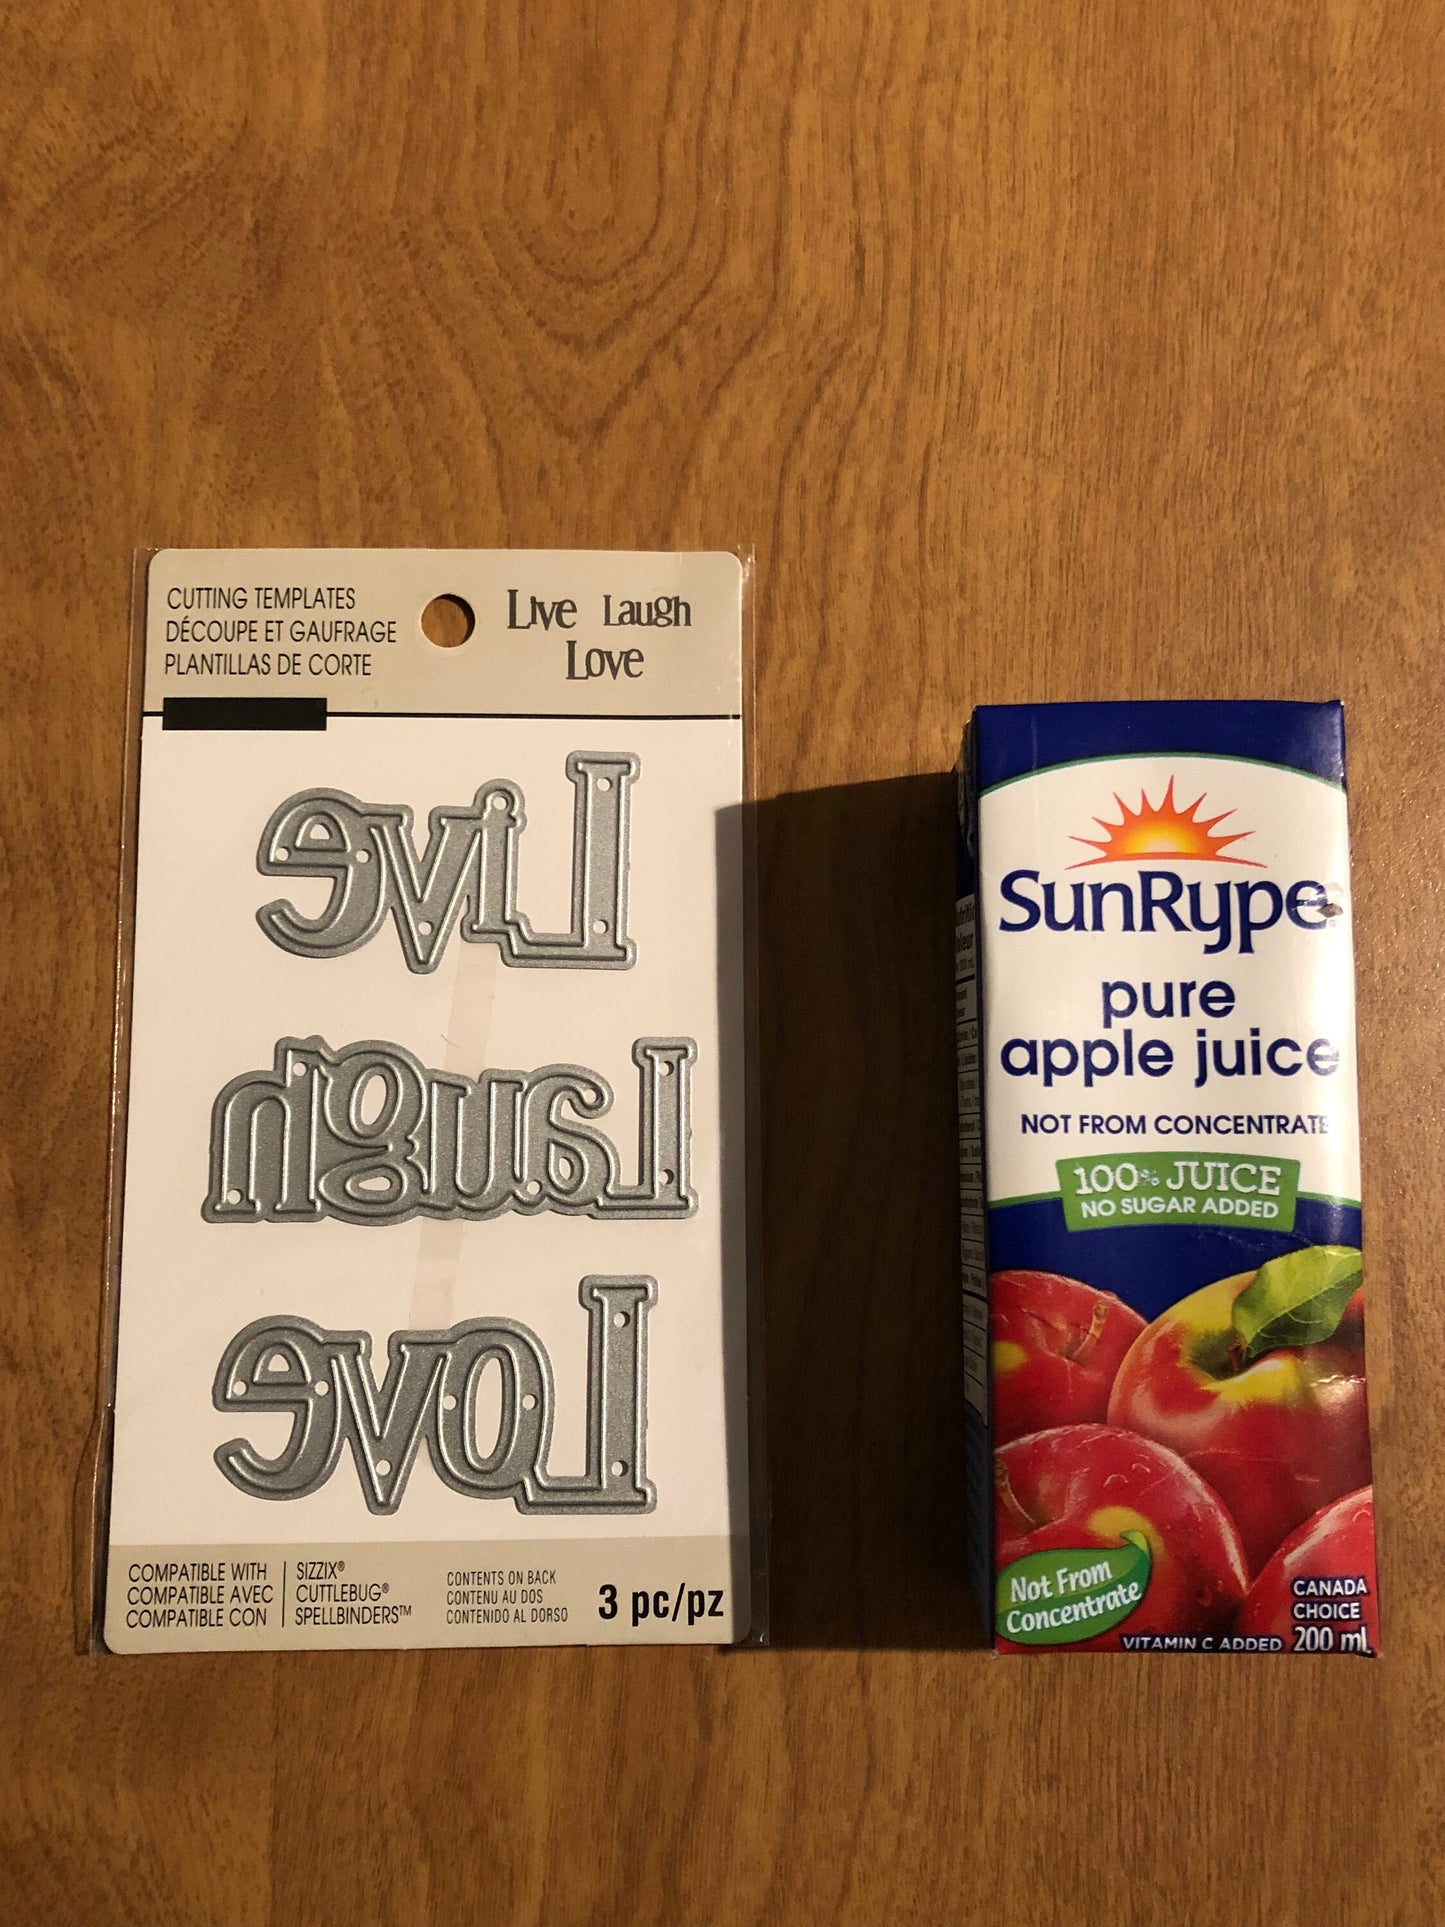 CUTTING TEMPLATES
DÉCOUPE ET GAUFRAGE
PLANTILLAS DE CORTE
Live Laugh
Love
Live
Laugh
Love
COMPATIBLE WITH
COMPATIBLE AVEC
COMPATIBLE CON
SIZZIX®
CUTTLEBUG®
SPELLBINDERS™
CONTENTS ON BACK
CONTENU AU DOS
CONTENIDO AL DORSO
3 pc/pz
SunRype
pure
apple juice
NOT FROM CONCENTRATE
100% JUICE
NO SUGAR ADDED
Not From
Concentrate
CANADA
CHOICE
200 mL
VITAMIN C ADDED